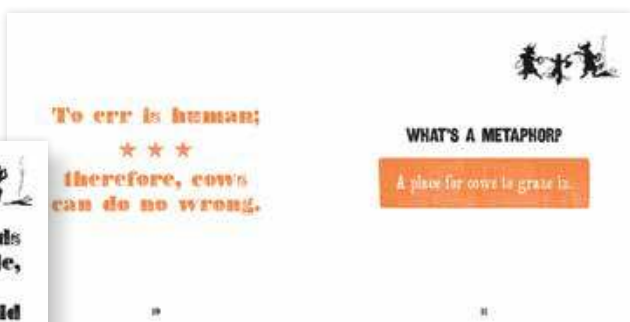 To err is human;
★ ★ ★
therefore, cows
can do no wrong.
WHAT'S A METAPHOR?
A place for cows to graze in.